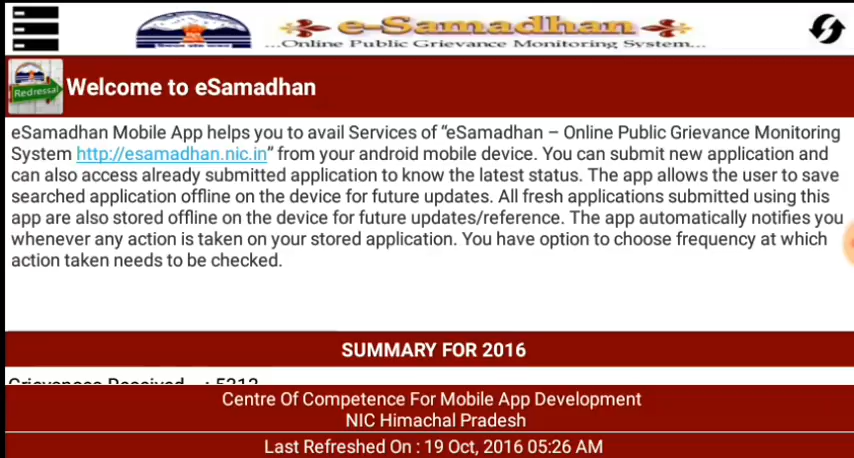 e-Samadhan
...Online Public Grievance Monitoring System...
Redressal
Welcome to eSamadhan
eSamadhan Mobile App helps you to avail Services of “eSamadhan – Online Public Grievance Monitoring
System http://esamadhan.nic.in” from your android mobile device. You can submit new application and
can also access already submitted application to know the latest status. The app allows the user to save
searched application offline on the device for future updates. All fresh applications submitted using this
app are also stored offline on the device for future updates/reference. The app automatically notifies you
whenever any action is taken on your stored application. You have option to choose frequency at which
action taken needs to be checked.
SUMMARY FOR 2016
Centre Of Competence For Mobile App Development
NIC Himachal Pradesh
Last Refreshed On : 19 Oct, 2016 05:26 AM